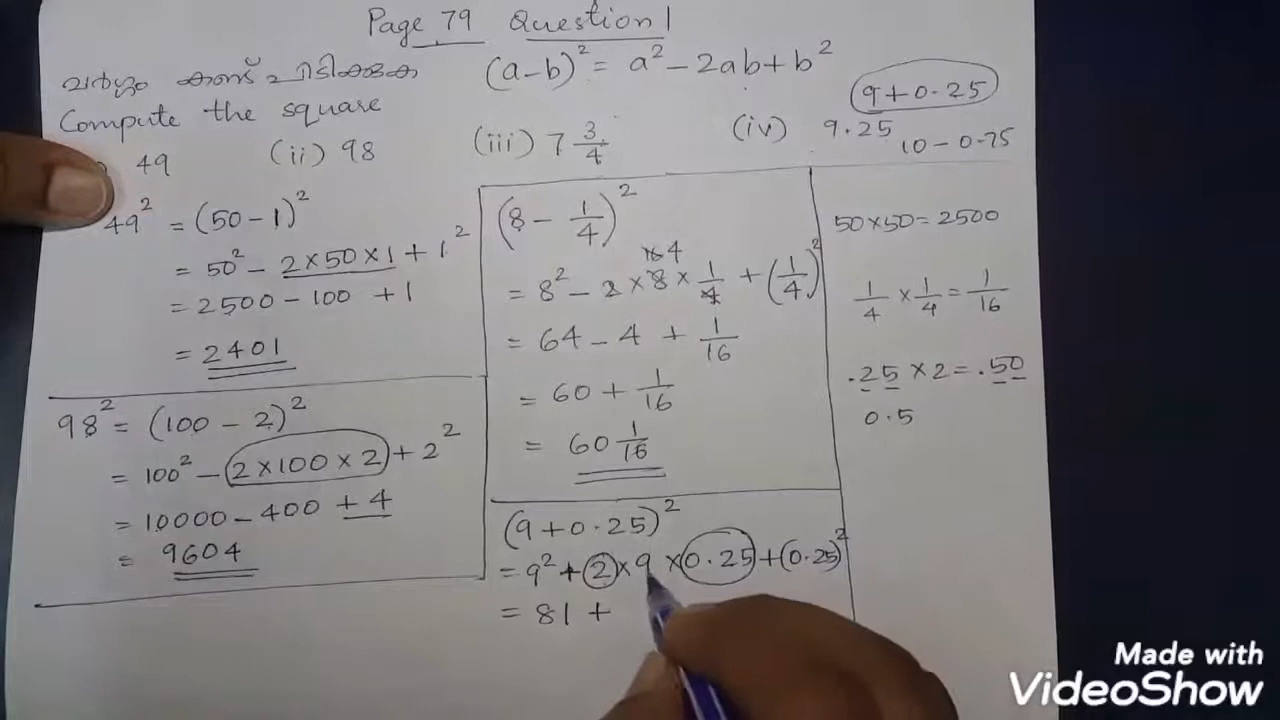 Page 79 Question 1
വർഗ്ഗം കണ്ട് പിടിക്കുക
(a-b)² = a² - 2ab + b²
Compute the square
9 + 0.25
49
(ii) 98
(iii) 7 3/4
(iv) 9.25
10 - 0.75
49² = (50 - 1)²
= 50² - 2×50×1 + 1²
= 2500 - 100 + 1
= 2401
98² = (100 - 2)²
= 100² - 2×100×2 + 2²
= 10000 - 400 + 4
= 9604
(8 - 1/4)²
16 4
= 8² - 2 × 8 × 1/4 + (1/4)²
= 64 - 4 + 1/16
= 60 + 1/16
= 60 1/16
(9 + 0.25)²
= 9² + 2 × 9 × 0.25 + (0.25)²
= 81 +
50×50 = 2500
1/4 × 1/4 = 1/16
.25 × 2 = .50
0.5
Made with
VideoShow